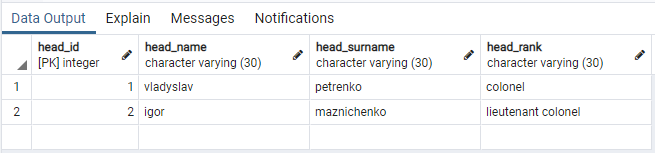 Data Output Explain Messages Notifications
head_id head_name head_surname head_rank
[PK] integer character varying (30) character varying (30) character varying (30)
1 1 vladyslav petrenko colonel
2 2 igor maznichenko lieutenant colonel